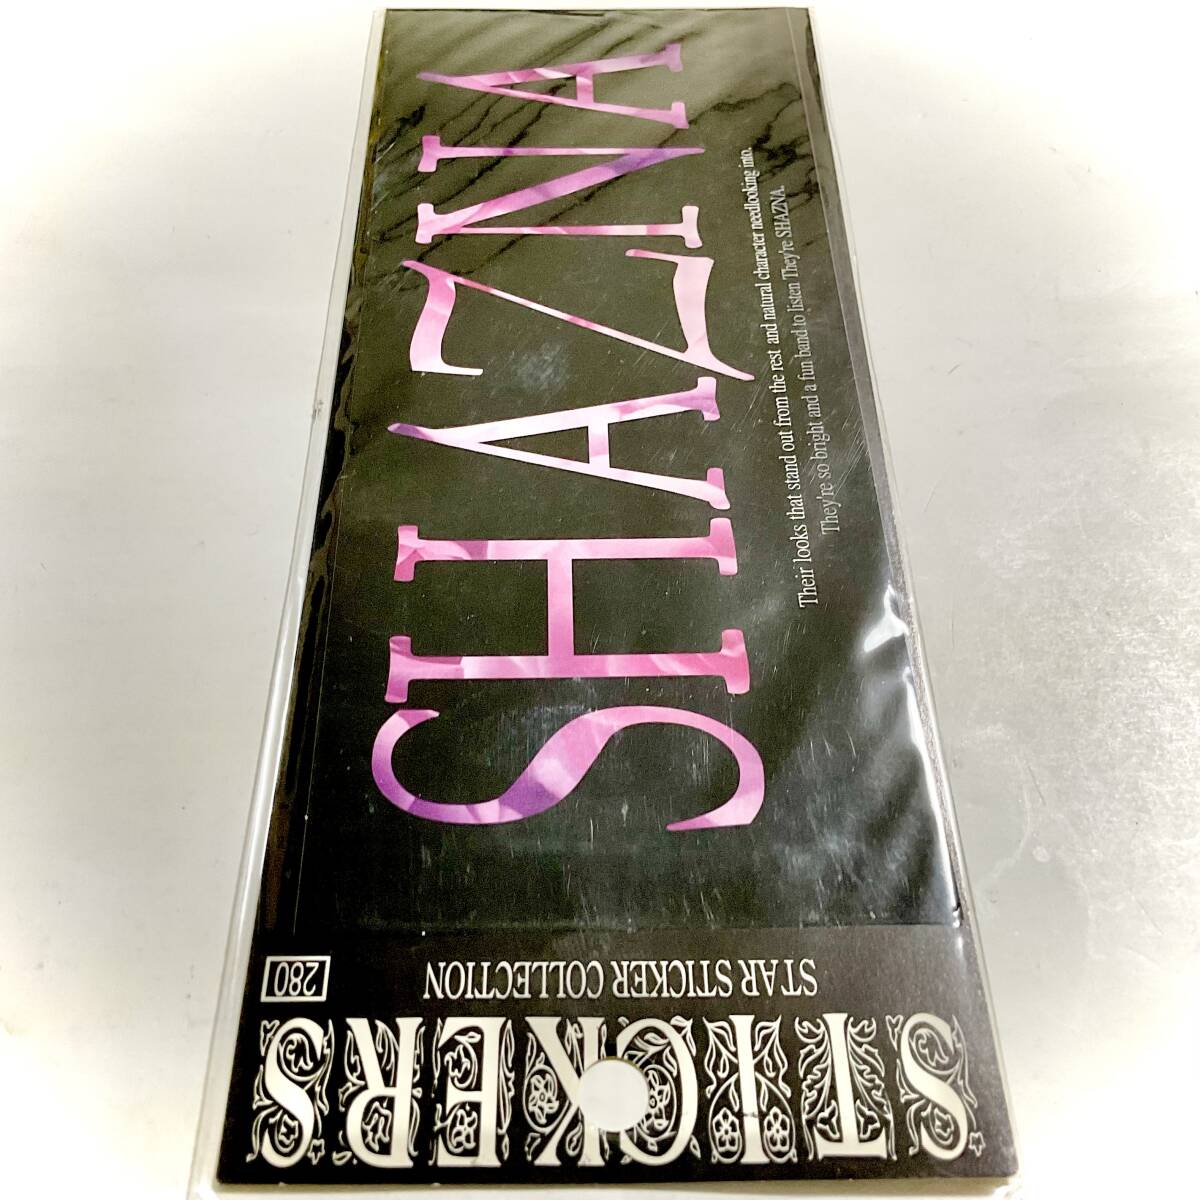 STICKERS
STAR STICKER COLLECTION
280
SHAZNA
Their looks that stand out from the rest and natural character needlooking into.
They're so bright and a fun band to listen They're SHAZNA.